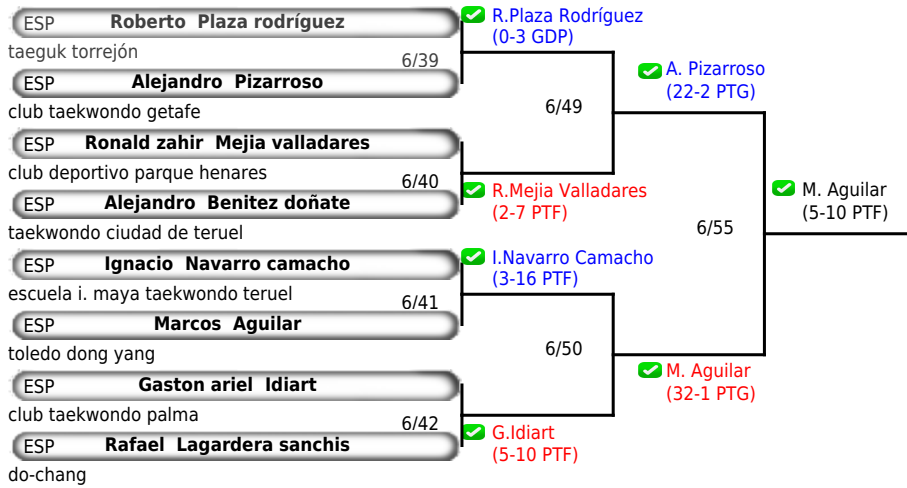 ESP Roberto Plaza rodríguez
taeguk torrejón
6/39
ESP Alejandro Pizarroso
club taekwondo getafe
ESP Ronald zahir Mejia valladares
club deportivo parque henares
6/40
ESP Alejandro Benitez doñate
taekwondo ciudad de teruel
ESP Ignacio Navarro camacho
escuela i. maya taekwondo teruel
6/41
ESP Marcos Aguilar
toledo dong yang
ESP Gaston ariel Idiart
club taekwondo palma
6/42
ESP Rafael Lagardera sanchis
do-chang
R.Plaza Rodríguez
(0-3 GDP)
6/49
R.Mejia Valladares
(2-7 PTF)
I.Navarro Camacho
(3-16 PTF)
6/50
G.Idiart
(5-10 PTF)
A. Pizarroso
(22-2 PTG)
6/55
M. Aguilar
(32-1 PTG)
M. Aguilar
(5-10 PTF)